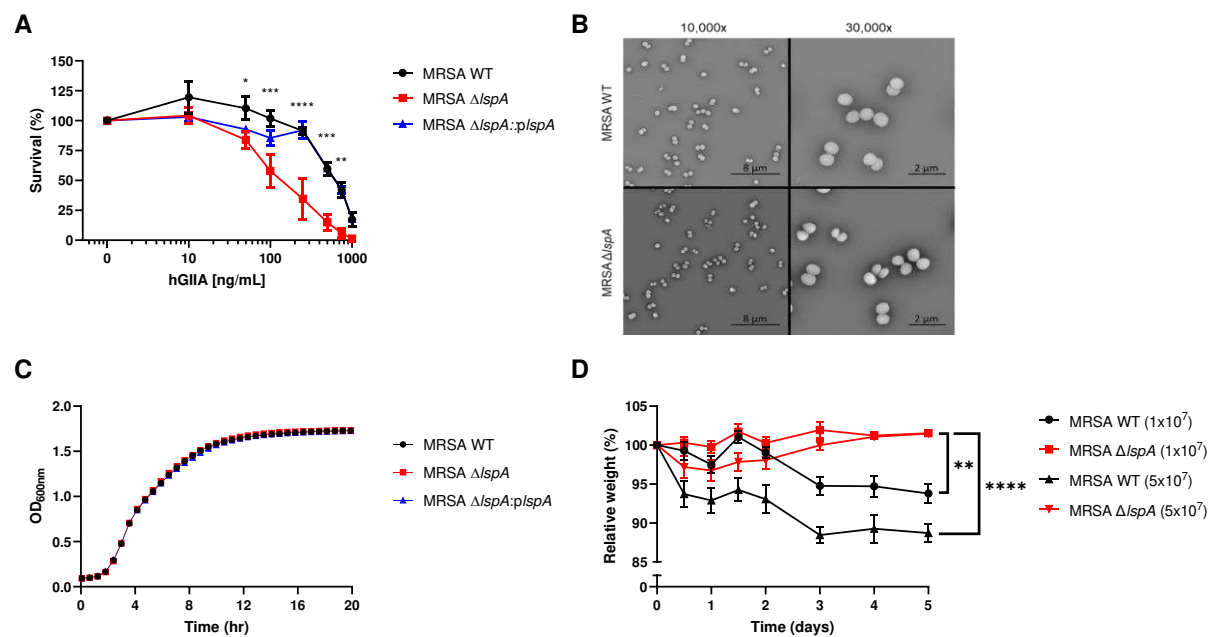 A
Survival (%)
150
125
100
75
50
25
0
0
10
100
1000
hGIIA [ng/mL]
*
***
****
***
**
MRSA WT
MRSA ΔlspA
MRSA ΔlspA::plspA
B
10,000x
30,000x
MRSA WT
MRSA ΔlspA
8 µm
2 µm
8 µm
2 µm
C
OD600nm
2.0
1.5
1.0
0.5
0.0
0
4
8
12
16
20
Time (hr)
MRSA WT
MRSA ΔlspA
MRSA ΔlspA:plspA
D
Relative weight (%)
105
100
95
90
85
0
0
1
2
3
4
5
Time (days)
**
****
MRSA WT (1x10⁷)
MRSA ΔlspA (1x10⁷)
MRSA WT (5x10⁷)
MRSA ΔlspA (5x10⁷)